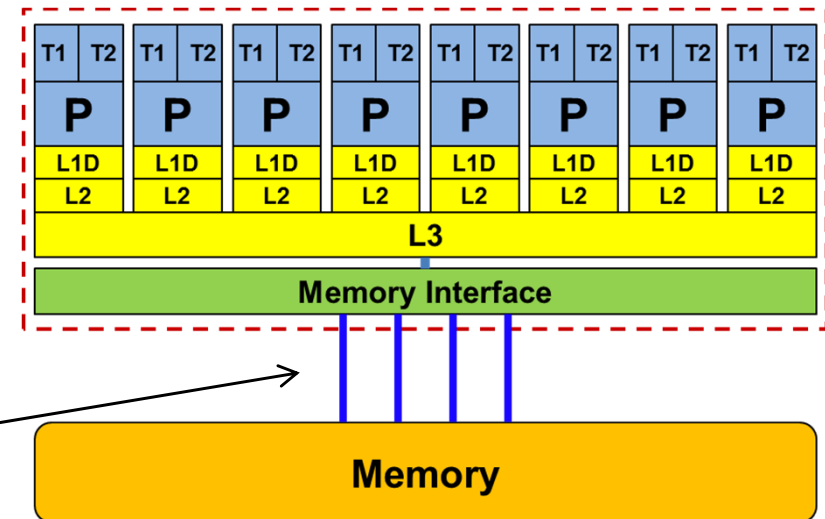 T1 T2 T1 T2 T1 T2 T1 T2 T1 T2 T1 T2 T1 T2 T1 T2
P P P P P P P P
L1D L1D L1D L1D L1D L1D L1D L1D
L2 L2 L2 L2 L2 L2 L2 L2
L3
Memory Interface
Memory